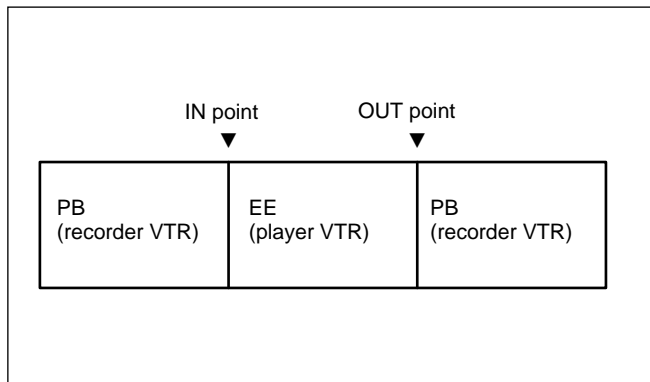 IN point
OUT point
▼
▼
PB
(recorder VTR)
EE
(player VTR)
PB
(recorder VTR)